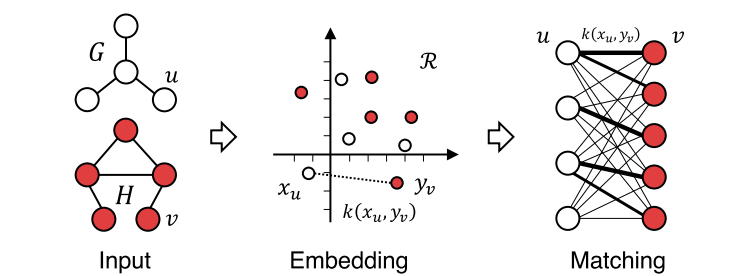 G
u
H
v
Input
ℛ
x_u
y_v
k(x_u, y_v)
Embedding
u
k(x_u, y_v)
v
Matching